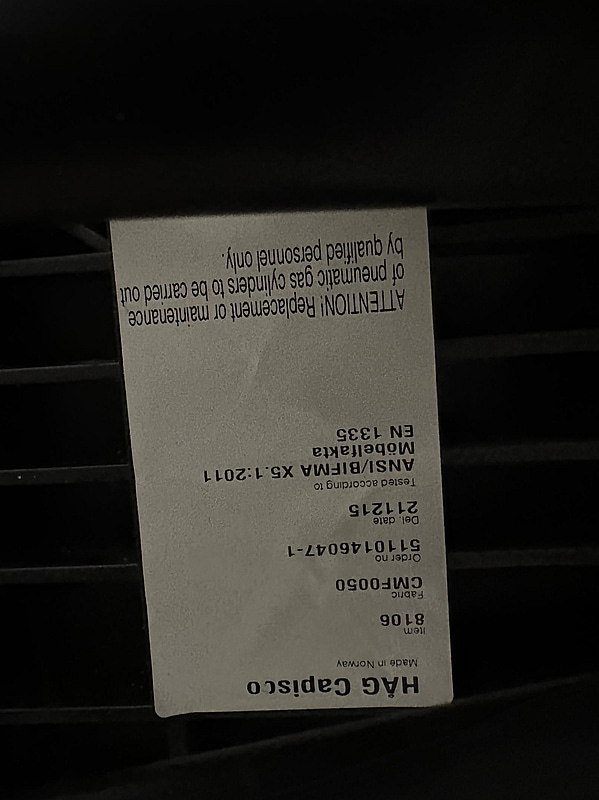 HÅG Capisco
Made in Norway
Item
8106
Fabric
CMF0050
Order no
5110146047-1
Del. date
211215
Tested according to
ANSI/BIFMA X5.1:2011
Möbelfakta
EN 1335
ATTENTION! Replacement or maintenance
of pneumatic gas cylinders to be carried out
by qualified personnel only.